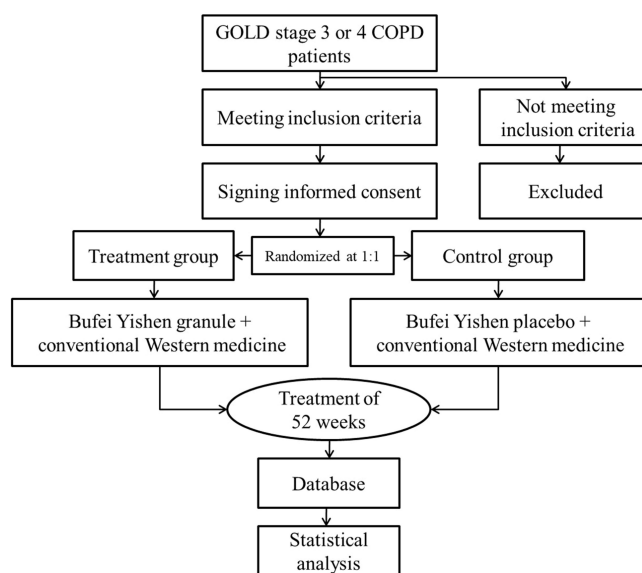 GOLD stage 3 or 4 COPD
patients
Meeting inclusion criteria
Not meeting
inclusion criteria
Signing informed consent
Excluded
Treatment group
Randomized at 1:1
Control group
Bufei Yishen granule +
conventional Western medicine
Bufei Yishen placebo +
conventional Western medicine
Treatment of
52 weeks
Database
Statistical
analysis